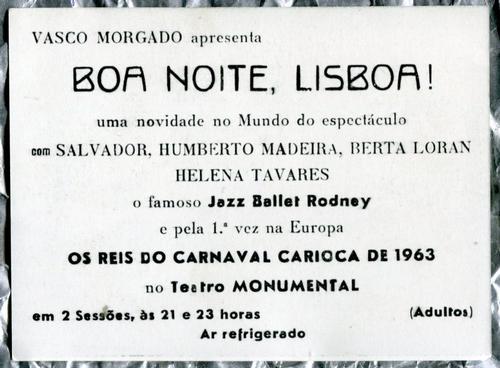 VASCO MORGADO apresenta
BOA NOITE, LISBOA!
uma novidade no Mundo do espectáculo
com SALVADOR, HUMBERTO MADEIRA, BERTA LORAN
HELENA TAVARES
o famoso Jazz Ballet Rodney
e pela 1.ª vez na Europa
OS REIS DO CARNAVAL CARIOCA DE 1963
no Teatro MONUMENTAL
em 2 Sessões, às 21 e 23 horas (Adultos)
Ar refrigerado